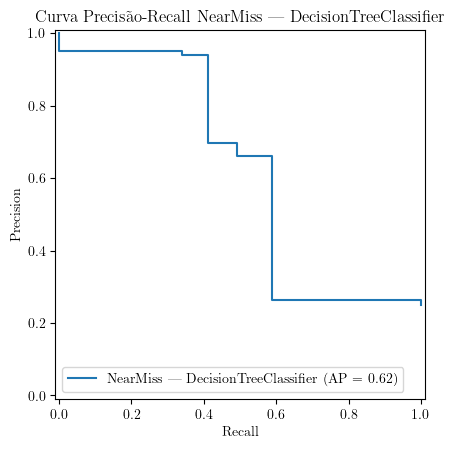 Curva Precisão-Recall NearMiss — DecisionTreeClassifier
1.0
0.8
0.6
0.4
0.2
0.0
Precision
NearMiss — DecisionTreeClassifier (AP = 0.62)
0.0 0.2 0.4 0.6 0.8 1.0
Recall